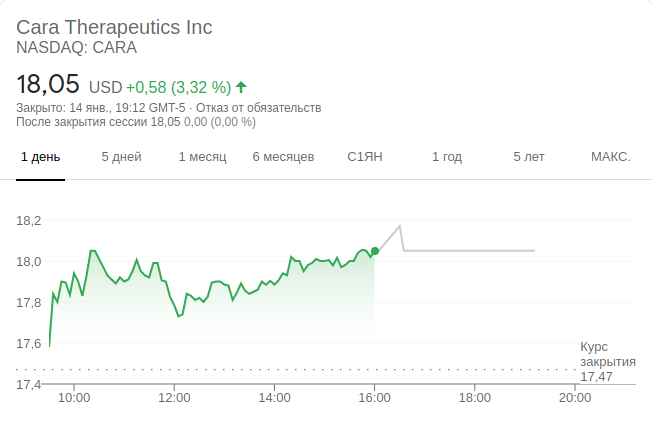 Cara Therapeutics Inc
NASDAQ: CARA
18,05 USD +0,58 (3,32 %)
Закрыто: 14 янв., 19:12 GMT-5 · Отказ от обязательств
После закрытия сессии 18,05 0,00 (0,00 %)
1 день 5 дней 1 месяц 6 месяцев С1ЯН 1 год 5 лет МАКС.
18,2
18,0
17,8
17,6
Курс
закрытия
17,47
17,4
10:00 12:00 14:00 16:00 18:00 20:00